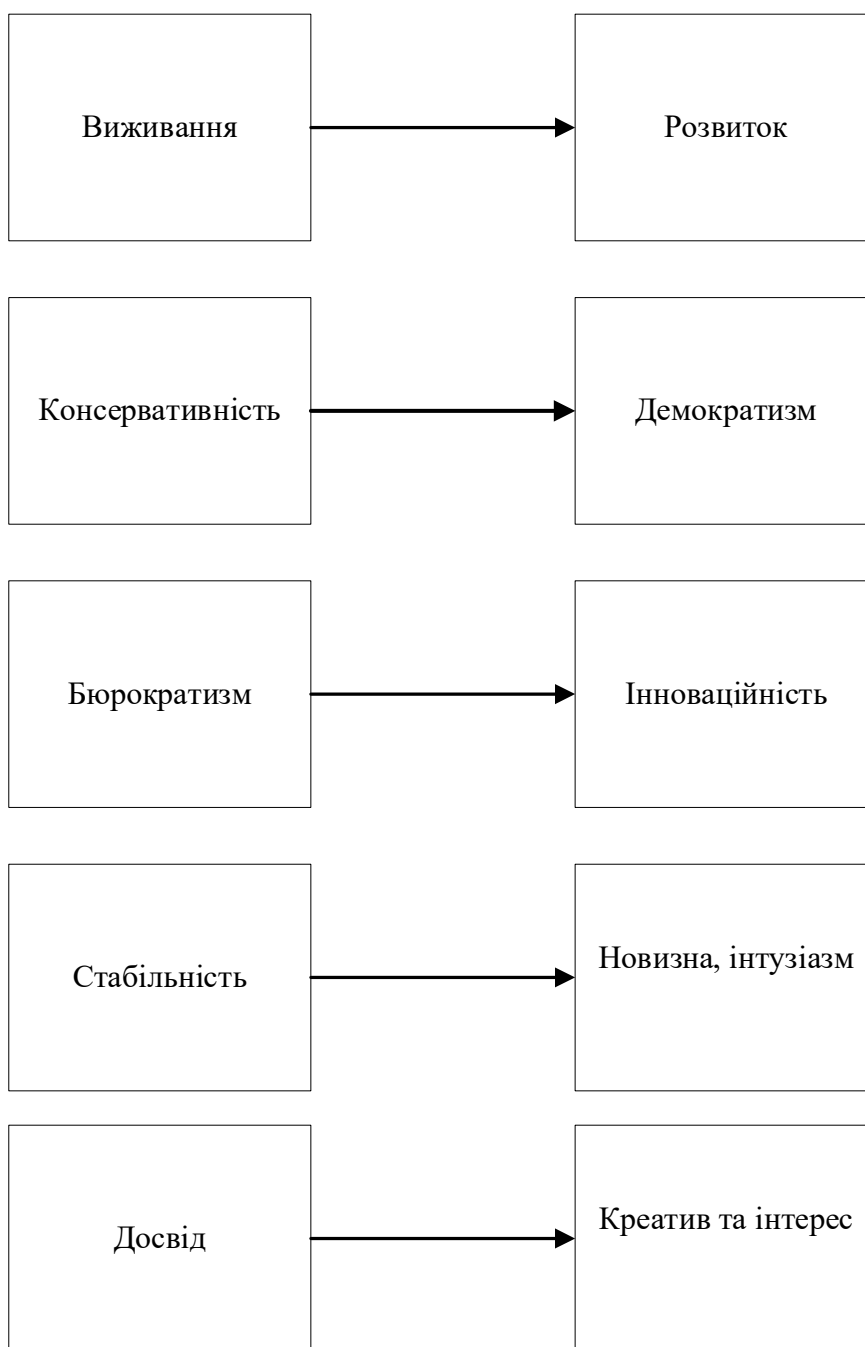 Виживання
Розвиток
Консервативність
Демократизм
Бюрократизм
Інноваційність
Стабільність
Новизна, інтузіазм
Досвід
Креатив та інтерес